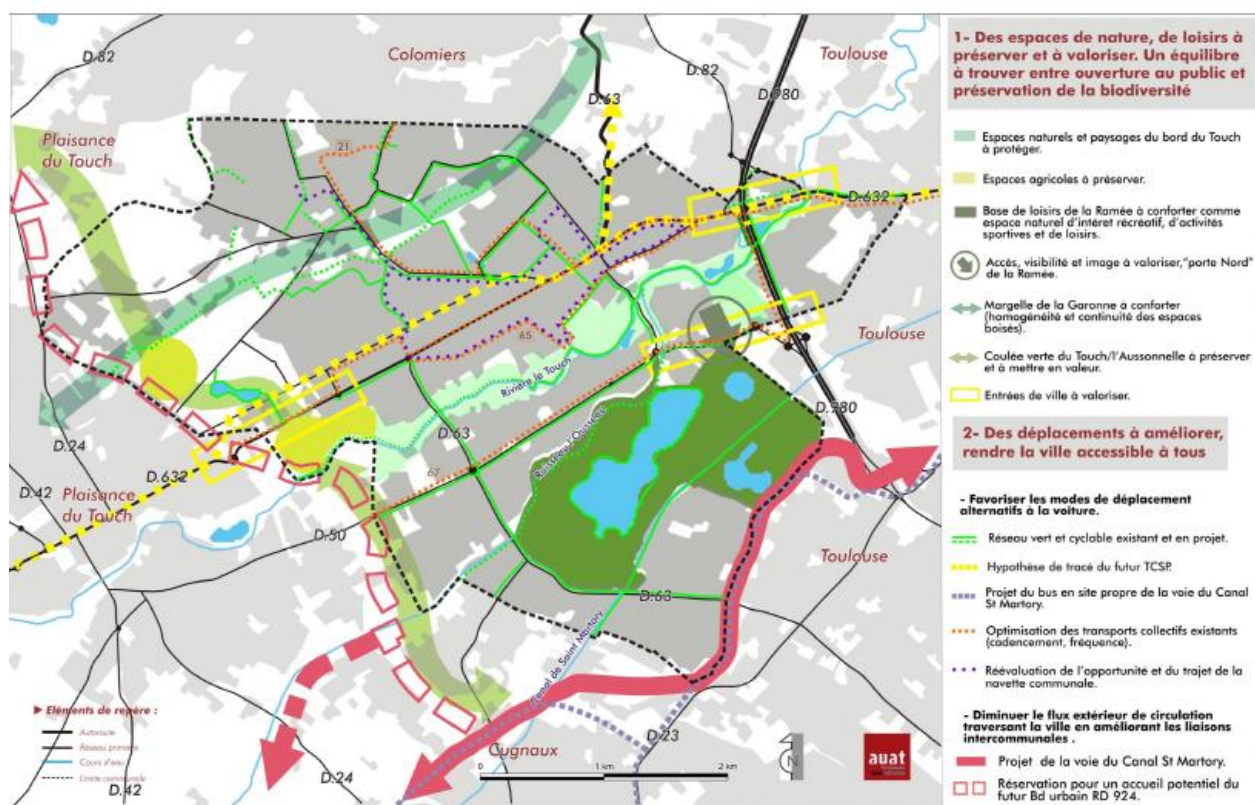 D.82
Colomiers
D.63
D.82
D.980
Toulouse
Plaisance
du Touch
21
D.632
65
Rivière le Touch
Toulouse
D.24
D.63
Ruisseau l'Ousseau
D.980
67
D.632
D.42
Plaisance
du Touch
D.50
Toulouse
D.63
Canal de Saint Martory
Cugnaux
D.23
D.24
D.42
Eléments de repère :
Autoroute
Réseau primaire
Cours d'eau
Limite communale
0
1 km
2 km
N
auat
1- Des espaces de nature, de loisirs à
préserver et à valoriser. Un équilibre
à trouver entre ouverture au public et
préservation de la biodiversité
Espaces naturels et paysages du bord du Touch
à protéger.
Espaces agricoles à préserver.
Base de loisirs de la Ramée à conforter comme
espace naturel d'intéret récréatif, d'activités
sportives et de loisirs.
Accès, visibilité et image à valoriser,"porte Nord"
de la Ramée.
Margelle de la Garonne à conforter
(homogénéité et continuité des espaces
boisés).
Coulée verte du Touch/l'Aussonnelle à préserver
et à mettre en valeur.
Entrées de ville à valoriser.
2- Des déplacements à améliorer,
rendre la ville accessible à tous
- Favoriser les modes de déplacement
alternatifs à la voiture.
Réseau vert et cyclable existant et en projet.
Hypothèse de tracé du futur TCSP.
Projet du bus en site propre de la voie du Canal
St Martory.
Optimisation des transports collectifs existants
(cadencement, fréquence).
Réévaluation de l'opportunité et du trajet de la
navette communale.
- Diminuer le flux extérieur de circulation
traversant la ville en améliorant les liaisons
intercommunales .
Projet de la voie du Canal St Martory.
Réservation pour un accueil potentiel du
futur Bd urbain RD 924.